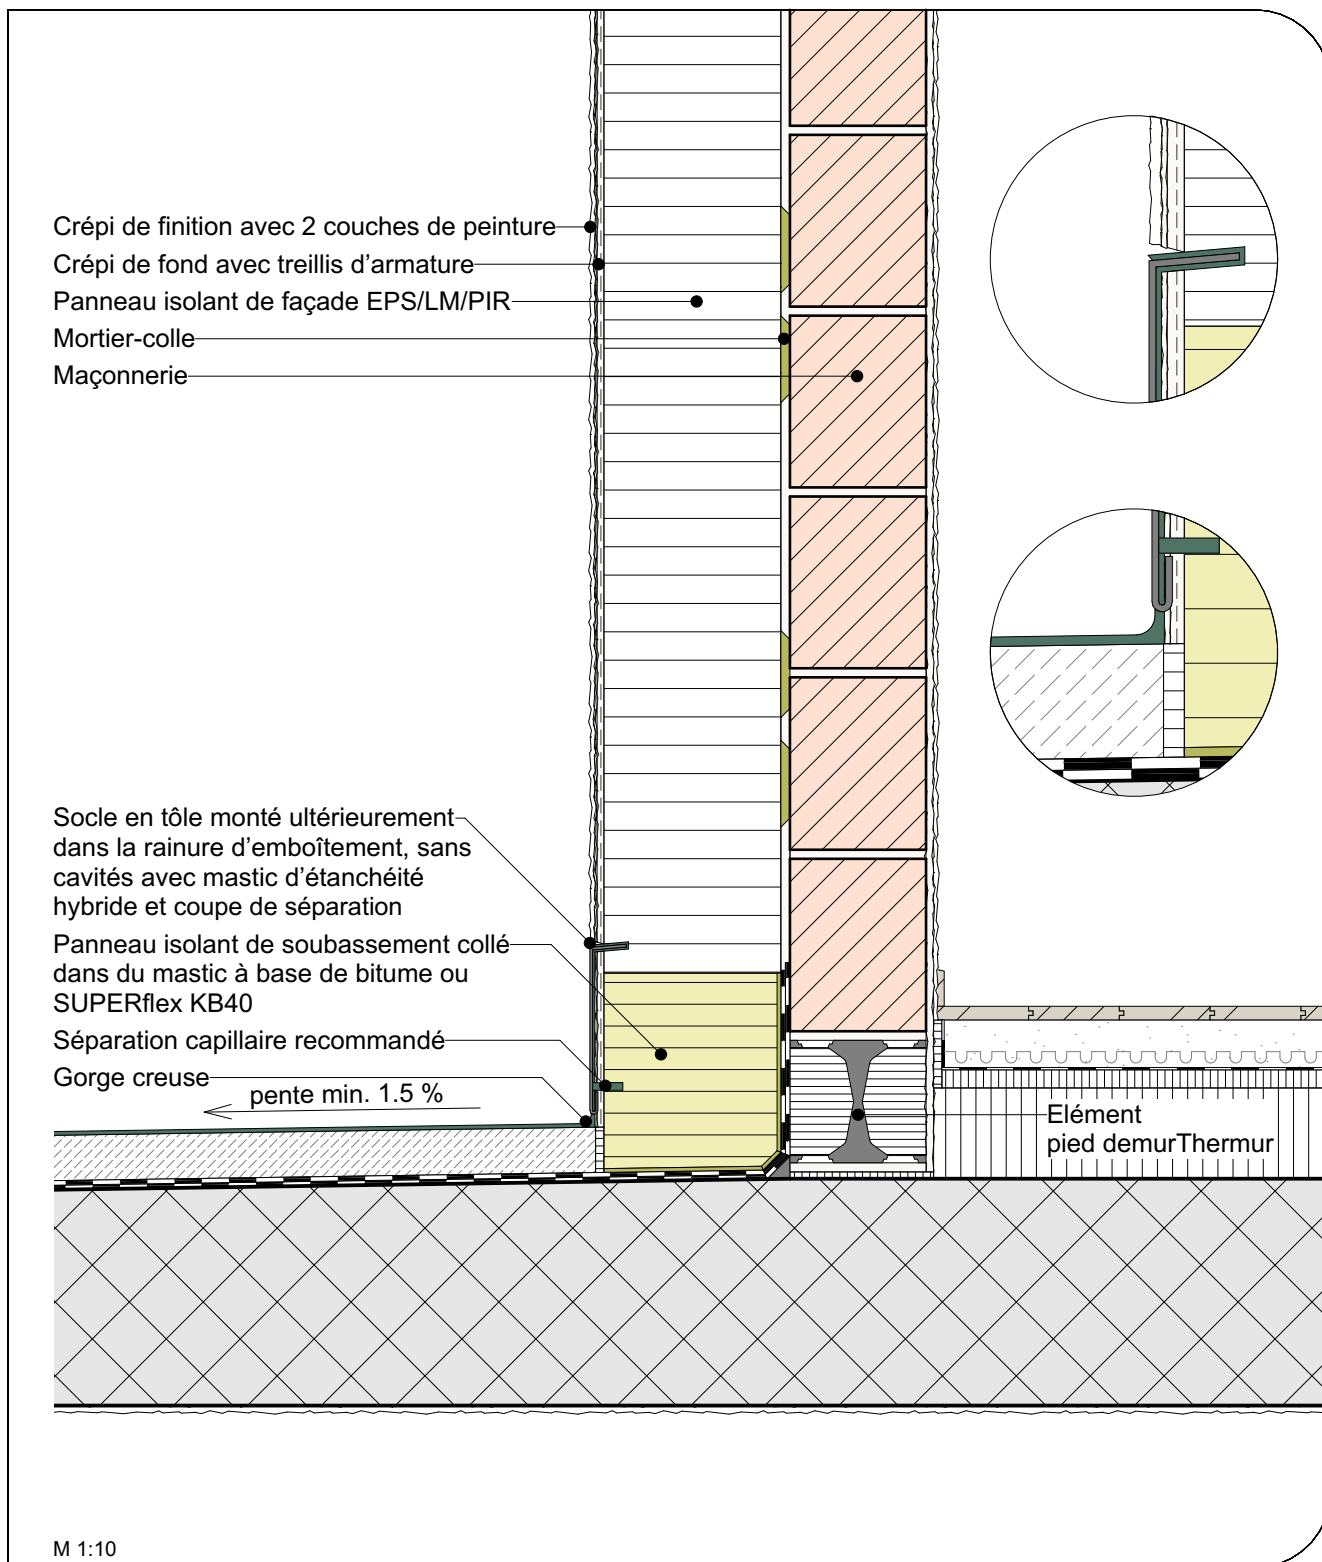 Crépi de finition avec 2 couches de peinture
Crépi de fond avec treillis d'armature
Panneau isolant de façade EPS/LM/PIR
Mortier-colle
Maçonnerie
Socle en tôle monté ultérieurement
dans la rainure d'emboîtement, sans
cavités avec mastic d'étanchéité
hybride et coupe de séparation
Panneau isolant de soubassement collé
dans du mastic à base de bitume ou
SUPERflex KB40
Séparation capillaire recommandé
Gorge creuse
pente min. 1.5 %
Elément
pied demurThermur
M 1:10